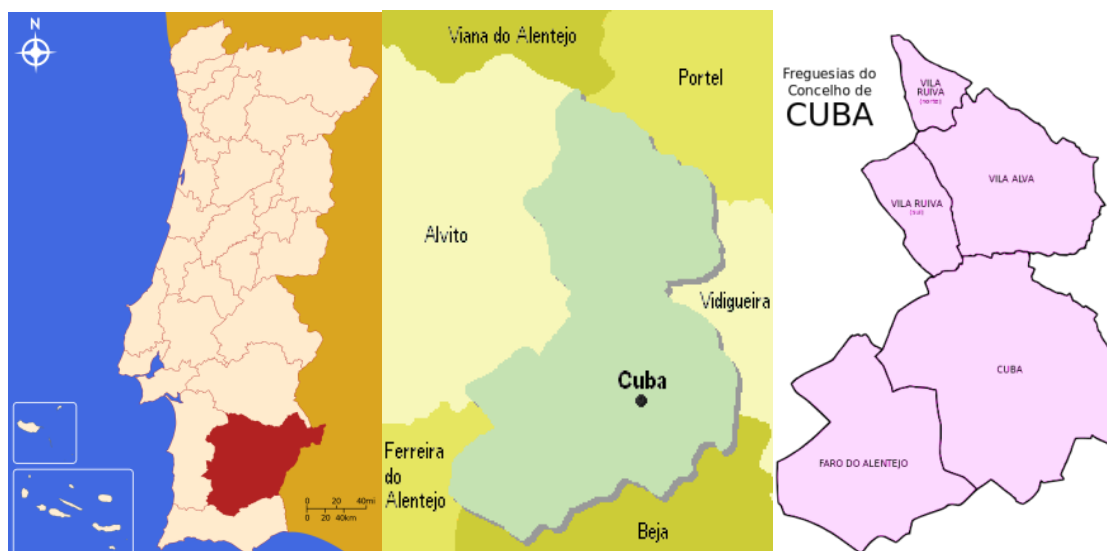 N
0 20 40mi
0 20 40km
Viana do Alentejo
Portel
Alvito
Vidigueira
Cuba
Ferreira
do
Alentejo
Beja
Freguesias do
Concelho de
CUBA
VILA
RUIVA
(norte)
VILA ALVA
VILA RUIVA
(sul)
CUBA
FARO DO ALENTEJO